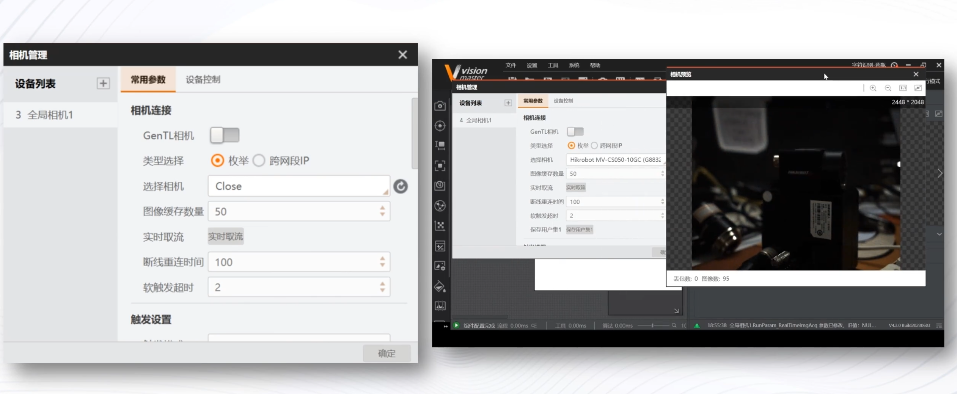 相机管理
设备列表
常用参数 设备控制
3 全局相机1
相机连接
GenTL相机
类型选择 枚举 跨网段IP
选择相机 Close
图像缓存数量 50
实时取流 实时取流
断线重连时间 100
软触发超时 2
触发设置
确定
vision master
文件 设置 工具 系统 帮助
相机管理
设备列表
常用参数 设备控制
4 全局相机1
相机连接
GenTL相机
类型选择 枚举 跨网段IP
选择相机 Hikrobot MV-CS050-10GC (G8832
图像缓存数量 50
实时取流 实时取流
断线重连时间 100
软触发超时 2
保存用户集1 保存用户集1
相机预览
2448 * 2048
丢包数: 0 图像数: 95